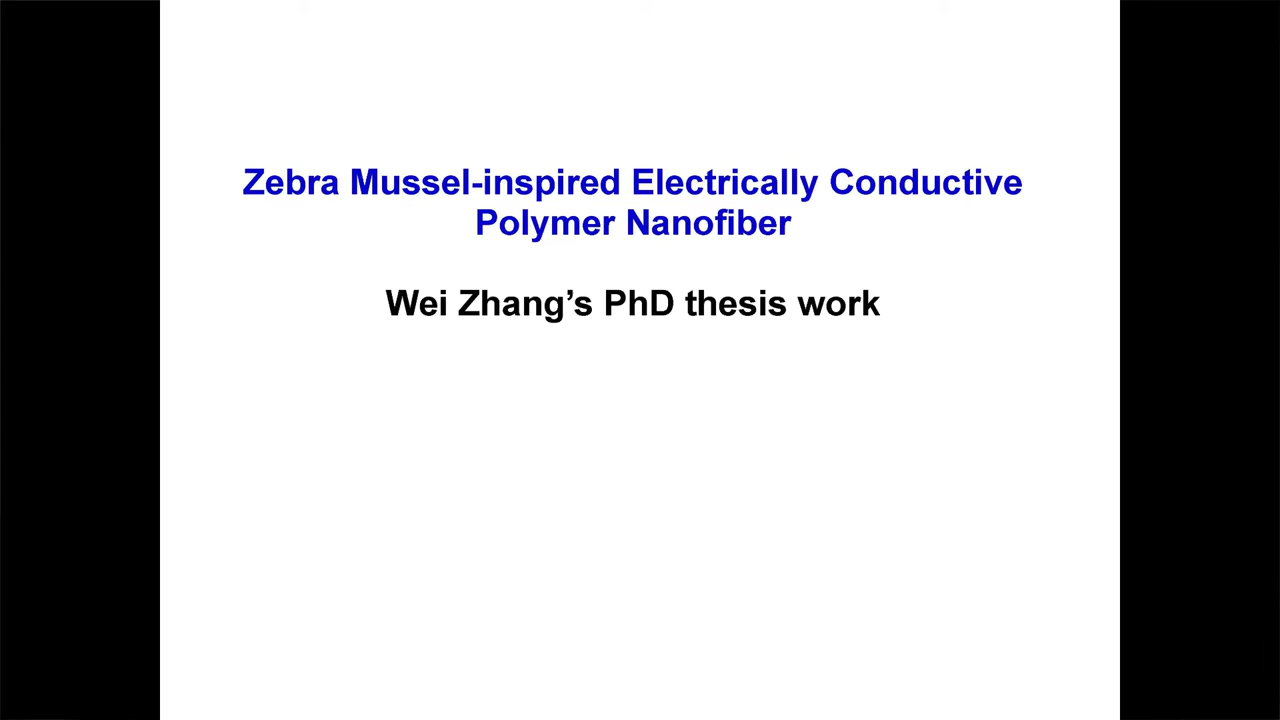 Zebra Mussel-inspired Electrically Conductive
Polymer Nanofiber
Wei Zhang’s PhD thesis work